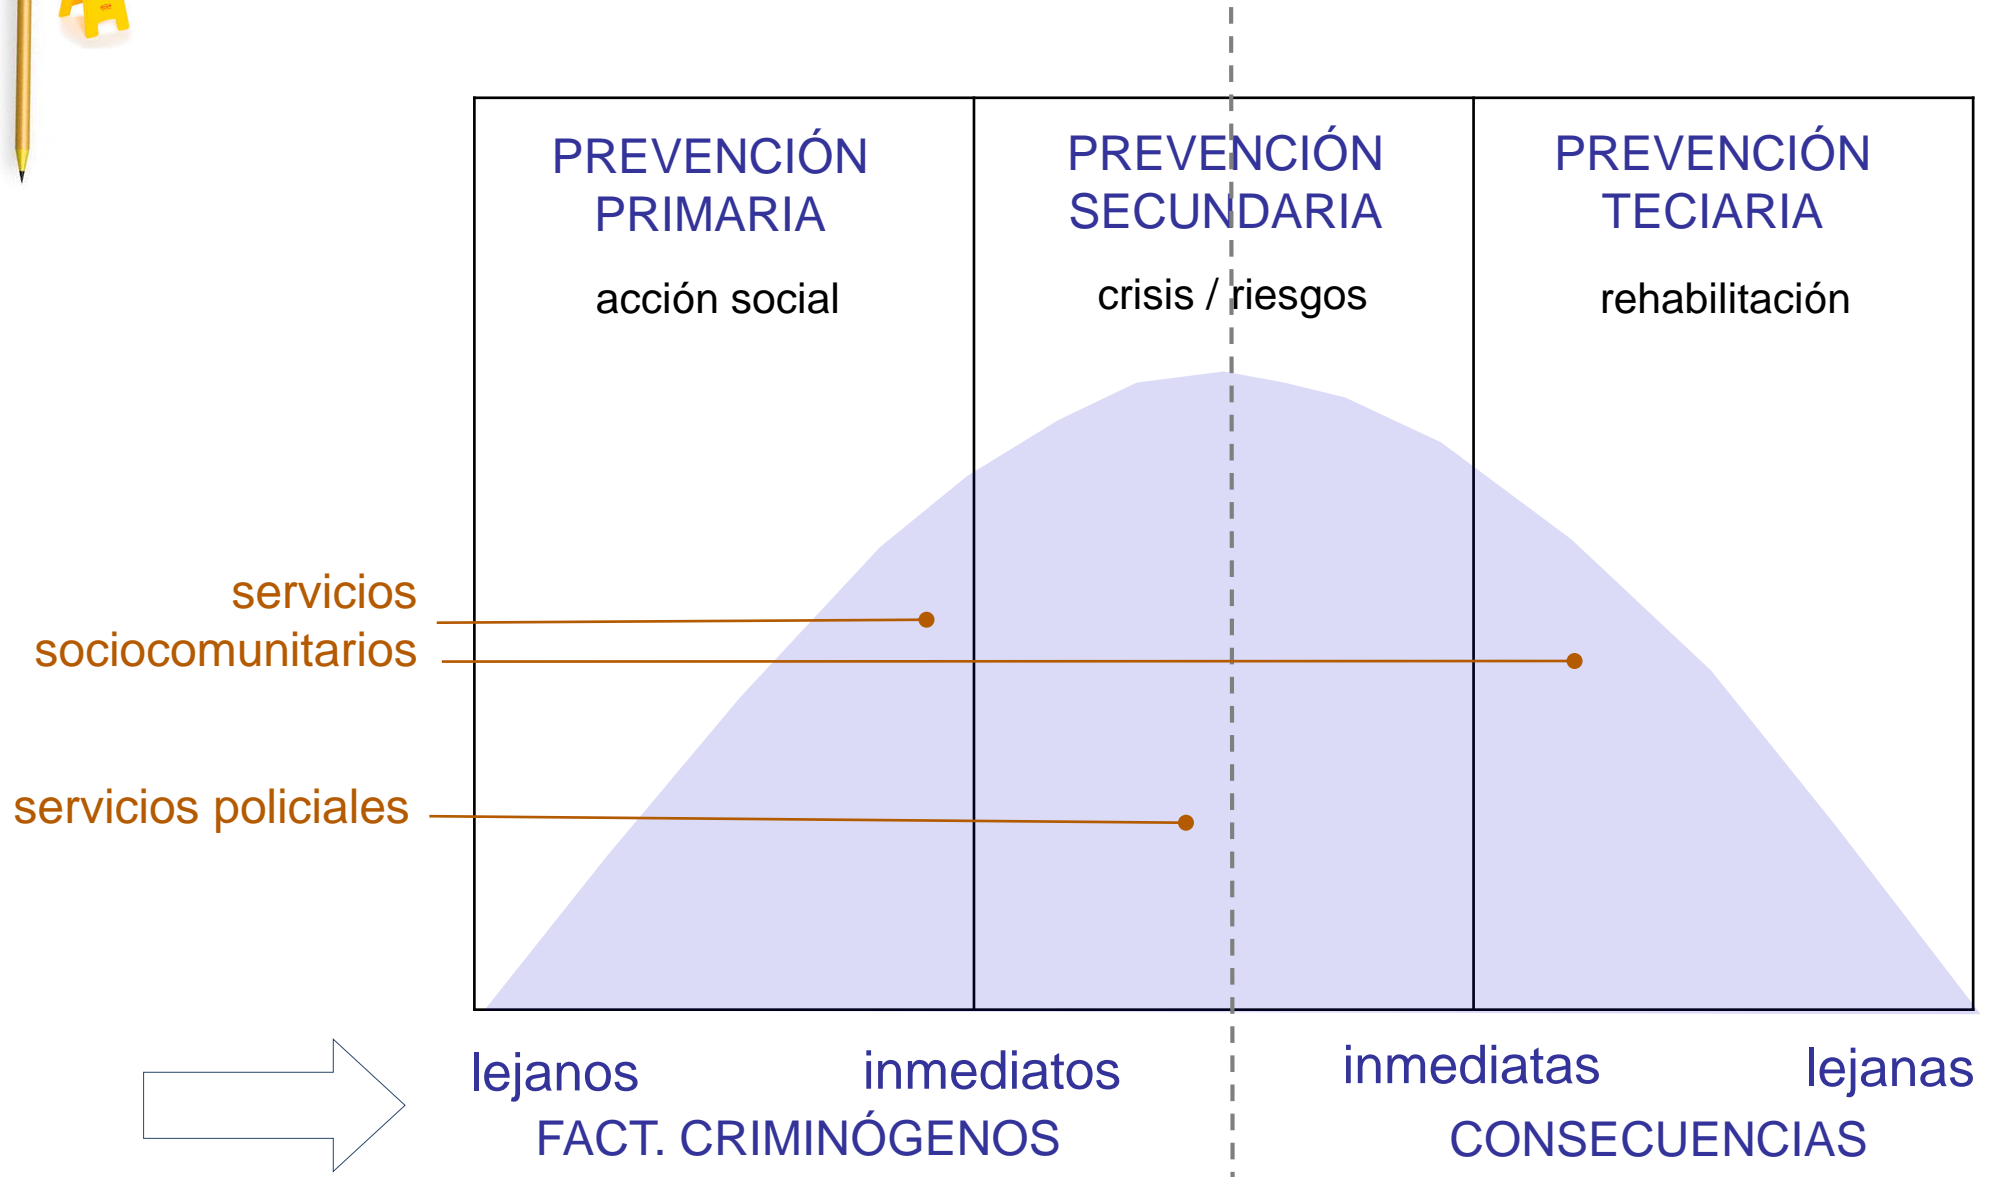 PREVENCIÓN
PRIMARIA
acción social
PREVENCIÓN
SECUNDARIA
crisis / riesgos
PREVENCIÓN
TECIARIA
rehabilitación
servicios
sociocomunitarios
servicios policiales
lejanos
inmediatos
inmediatas
lejanas
FACT. CRIMINÓGENOS
CONSECUENCIAS